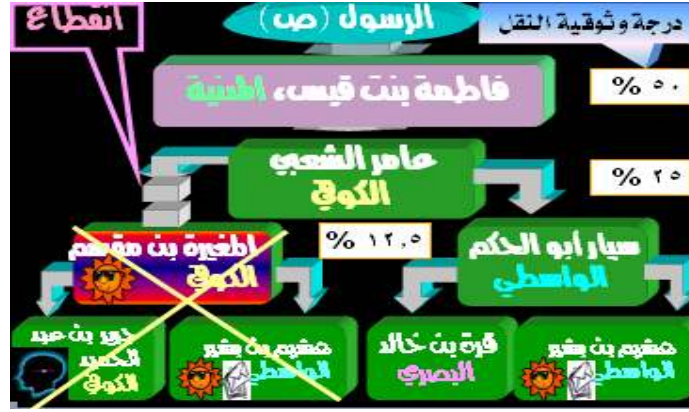 انقطاع
الرسول (ص)
درجة وثوقية النقل
فاطمة بنت قيس، المدنية
٥٠ %
عامر الشعبي
الكوفي
٢٥ %
١٢,٥ %
سيار أبو الحكم
الواسطي
المغيرة بن مقسم
الكوفي
هشيم بن بشير
الواسطي
قرة بن خالد
البصري
هشيم بن بشير
الواسطي
جرير بن عبد
الحميد
الكوفي